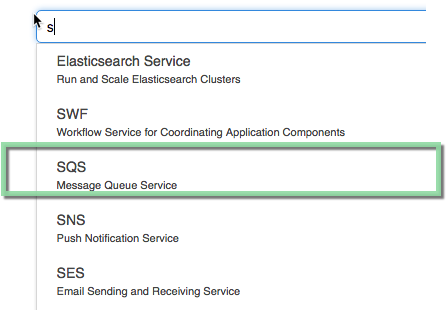 s
Elasticsearch Service
Run and Scale Elasticsearch Clusters
SWF
Workflow Service for Coordinating Application Components
SQS
Message Queue Service
SNS
Push Notification Service
SES
Email Sending and Receiving Service